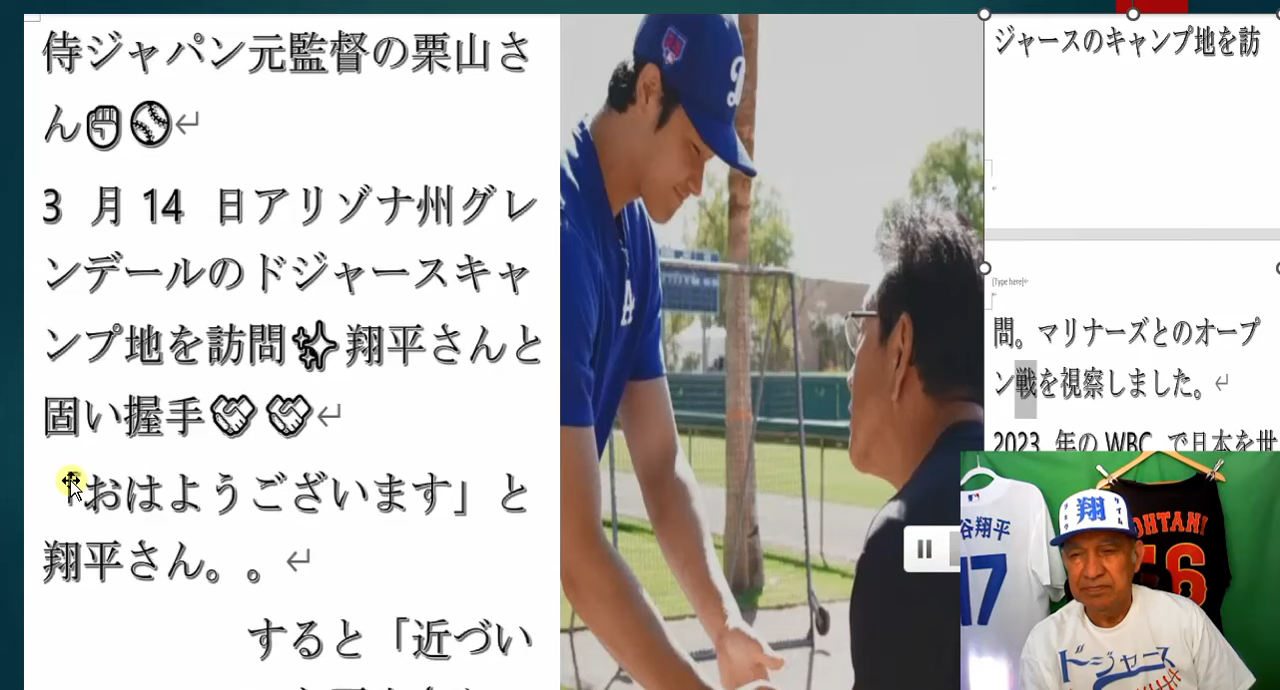 侍ジャパン元監督の栗山さ
ん✊⚾↵
3 月 14 日アリゾナ州グレ
ンデールのドジャースキャ
ンプ地を訪問✨翔平さんと
固い握手🤝🤝↵
「おはようございます」と
翔平さん。。↵
すると「近づい
ジャースのキャンプ地を訪
[Type here]
問。マリナーズとのオープ
ン戦を視察しました。↵
2023 年の WBC で日本を世
D
谷翔平
17
翔
OHTANI
16
ドジャース